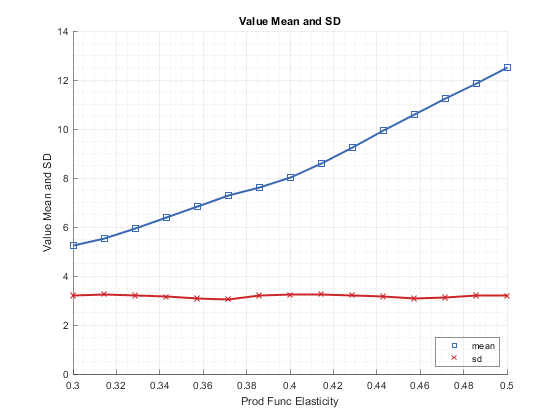 Value Mean and SD
14
12
10
8
6
4
2
0
Value Mean and SD
0.3 0.32 0.34 0.36 0.38 0.4 0.42 0.44 0.46 0.48 0.5
Prod Func Elasticity
mean
sd